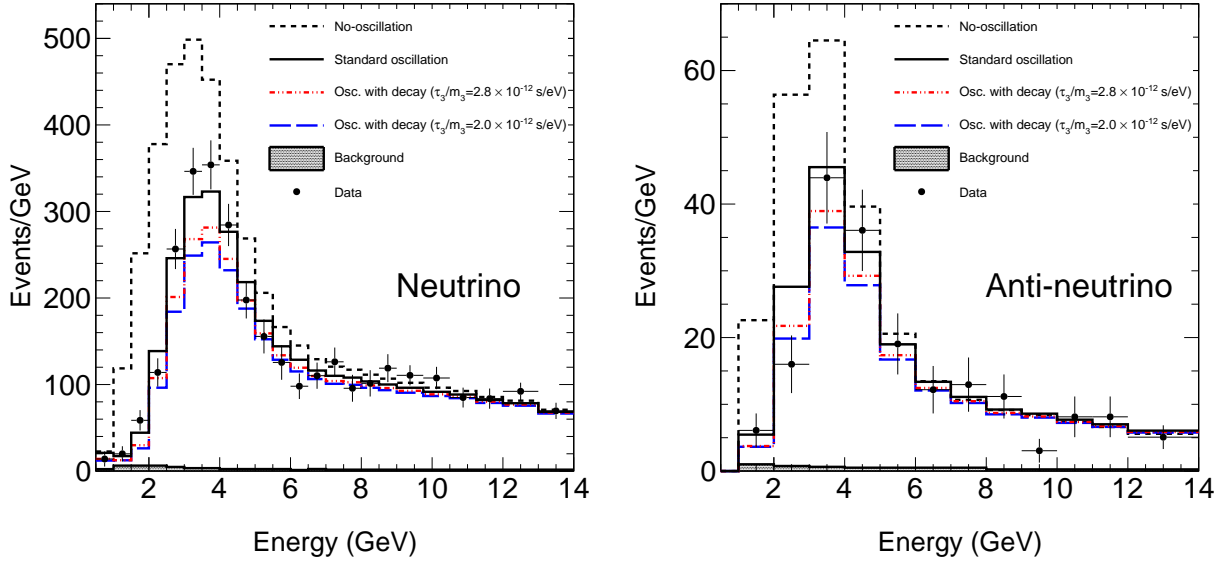 500
400
300
200
100
0
Events/GeV
No-oscillation
Standard oscillation
Osc. with decay (τ₃/m₃=2.8 × 10⁻¹² s/eV)
Osc. with decay (τ₃/m₃=2.0 × 10⁻¹² s/eV)
Background
Data
Neutrino
2 4 6 8 10 12 14
Energy (GeV)
60
40
20
0
Events/GeV
No-oscillation
Standard oscillation
Osc. with decay (τ₃/m₃=2.8 × 10⁻¹² s/eV)
Osc. with decay (τ₃/m₃=2.0 × 10⁻¹² s/eV)
Background
Data
Anti-neutrino
2 4 6 8 10 12 14
Energy (GeV)